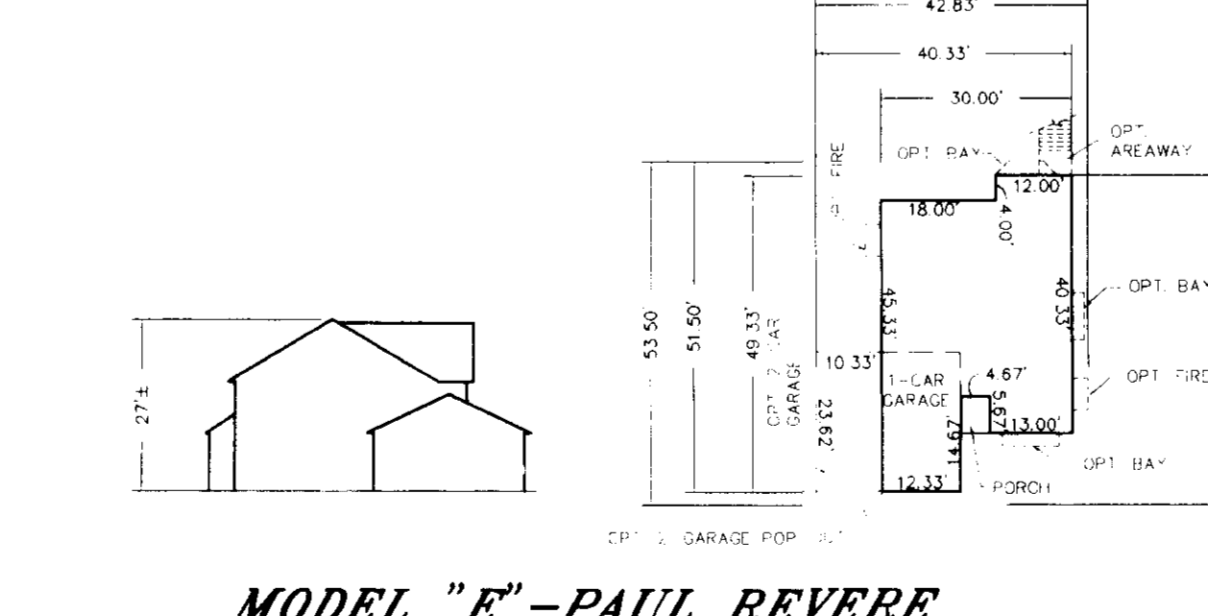 42.83'
40.33'
30.00'
OPT.
AREAWAY
OPT. BAY
FIRE
12.00'
18.00'
4.00'
OPT. BAY
45.33'
40.33'
53.50'
51.50'
49.33'
GARAGE
10.33'
27'±
1-CAR
GARAGE
4.67'
OPT. FIRE
5.67'
13.00'
23.62'
14.67'
OPT. BAY
12.33'
PORCH
GARAGE POP
MODEL "E"-PAUL REVERE